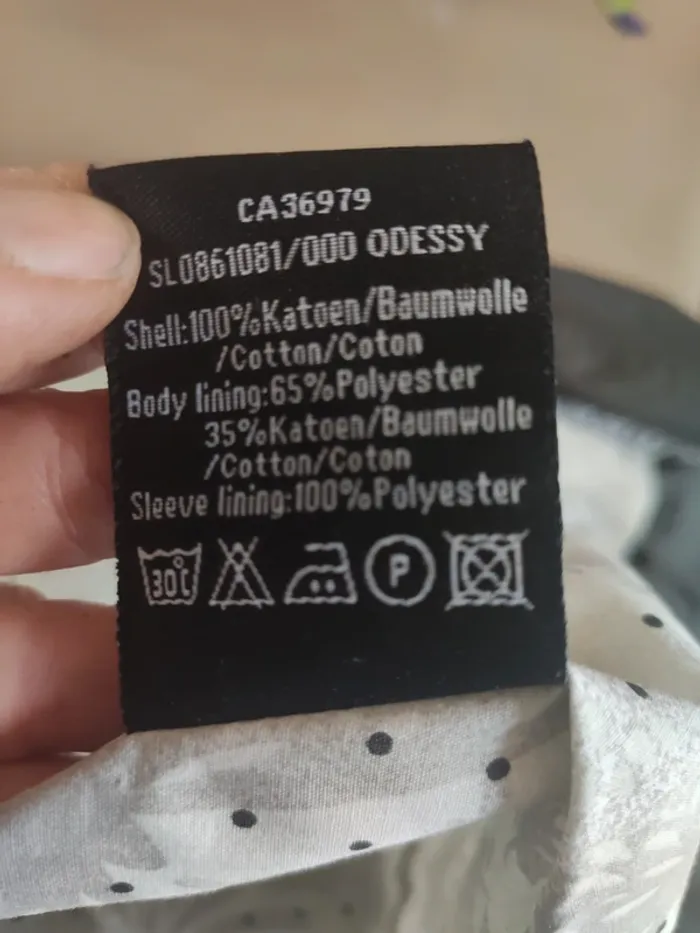 CA36979
SL0861081/000 ODESSY
Shell:100%Katoen/Baumwolle
/Cotton/Coton
Body lining:65%Polyester
35%Katoen/Baumwolle
/Cotton/Coton
Sleeve lining:100%Polyester
30℃ P